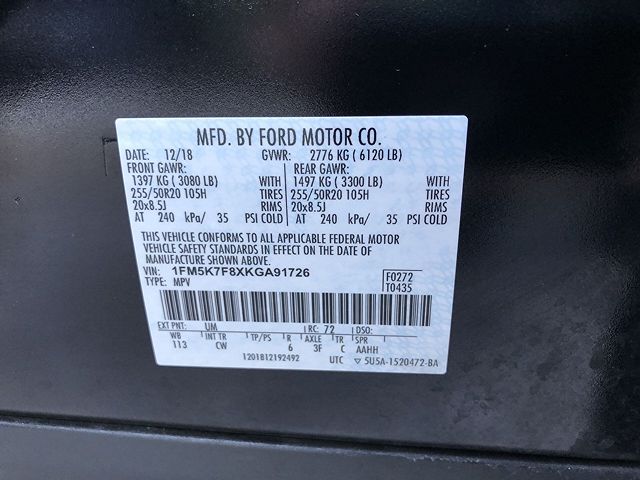 MFD. BY FORD MOTOR CO.
DATE: 12/18 GVWR: 2776 KG ( 6120 LB)
FRONT GAWR: REAR GAWR:
1397 KG ( 3080 LB) WITH 1497 KG ( 3300 LB) WITH
255/50R20 105H TIRES 255/50R20 105H TIRES
20x8.5J RIMS 20x8.5J RIMS
AT 240 kPa/ 35 PSI COLD AT 240 kPa/ 35 PSI COLD
THIS VEHICLE CONFORMS TO ALL APPLICABLE FEDERAL MOTOR
VEHICLE SAFETY STANDARDS IN EFFECT ON THE DATE OF
MANUFACTURE SHOWN ABOVE.
VIN: 1FM5K7F8XKGA91726 F0272
TYPE: MPV T0435
EXT PNT: UM RC: 72 DSO:
WB INT TR TP/PS R AXLE TR SPR
113 CW 6 3F C AAHH
1201812192492 UTC ▽ 5U5A-1520472-BA